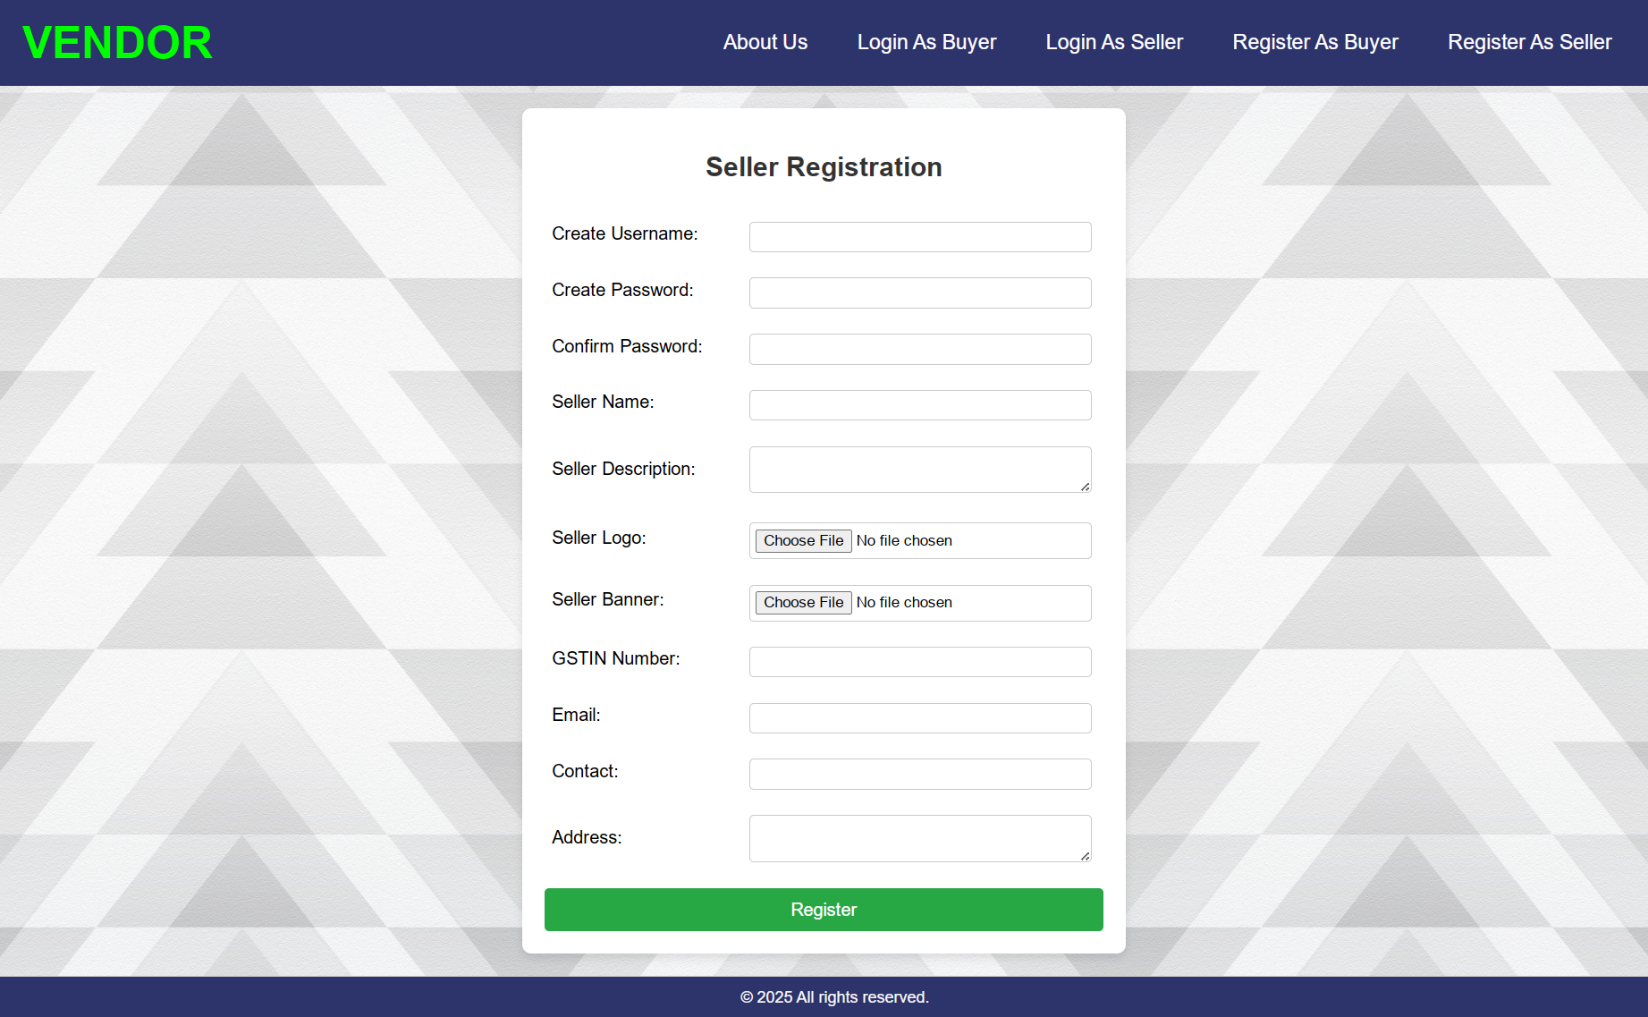 VENDOR
About Us Login As Buyer Login As Seller Register As Buyer Register As Seller
Seller Registration
Create Username:
Create Password:
Confirm Password:
Seller Name:
Seller Description:
Seller Logo: Choose File No file chosen
Seller Banner: Choose File No file chosen
GSTIN Number:
Email:
Contact:
Address:
Register
© 2025 All rights reserved.